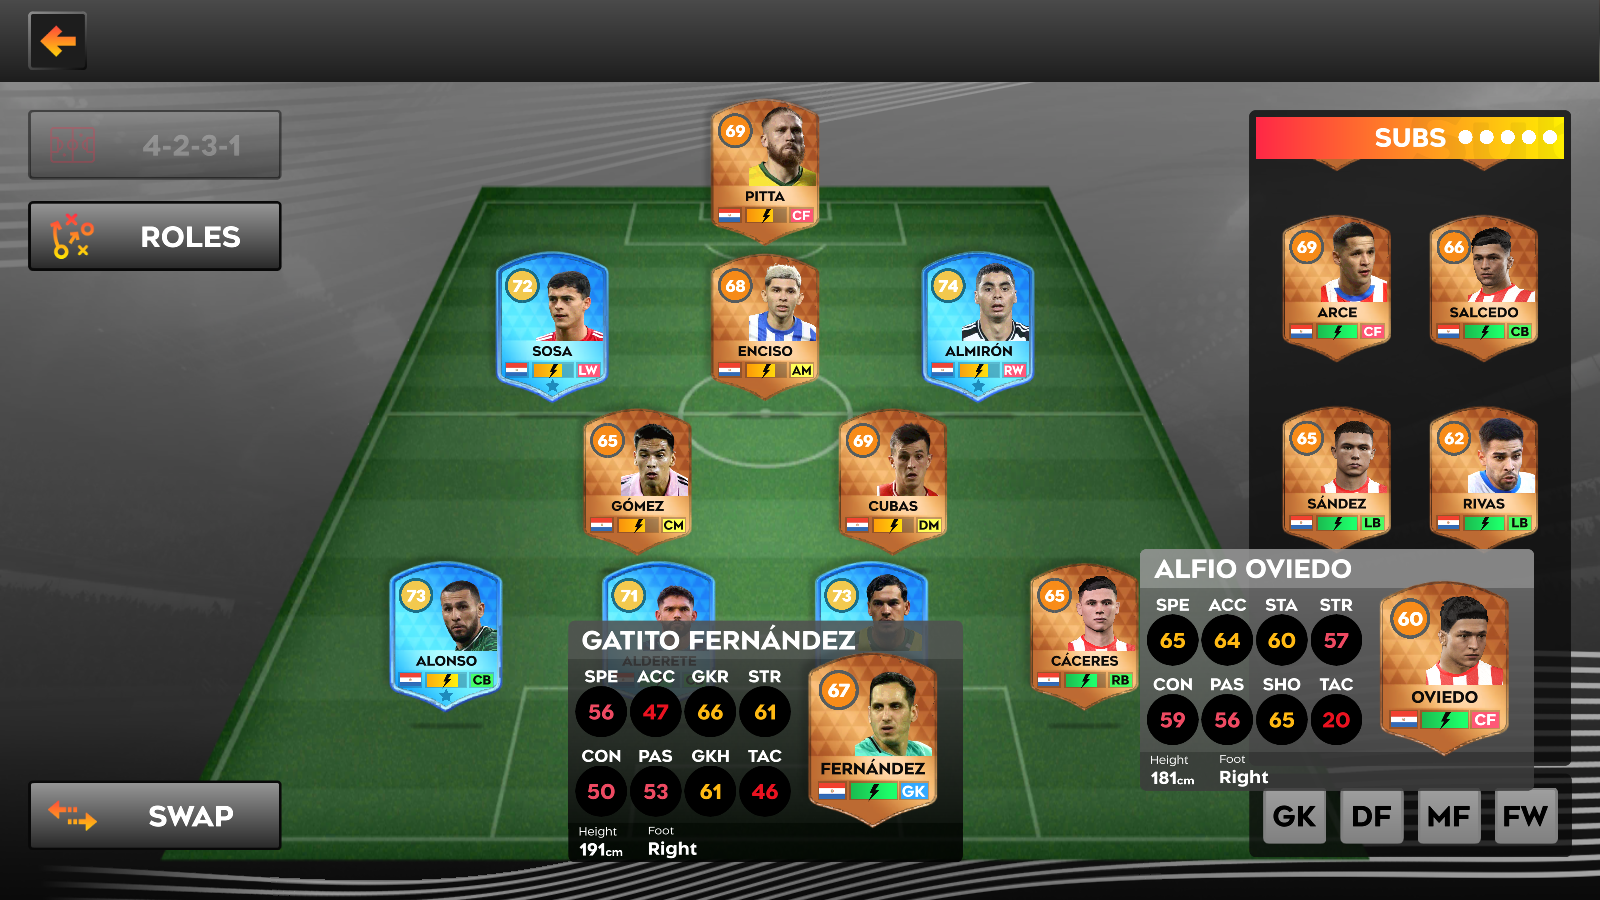 4-2-3-1
ROLES
SWAP
69
PITTA
CF
72
SOSA
LW
68
ENCISO
AM
74
ALMIRÓN
RW
65
GÓMEZ
CM
69
CUBAS
DM
73
ALONSO
CB
71
ALDERETE
73
65
CÁCERES
RB
GATITO FERNÁNDEZ
SPE ACC GKR STR
56 47 66 61
CON PAS GKH TAC
50 53 61 46
Height Foot
191cm Right
67
FERNÁNDEZ
GK
SUBS
69
ARCE
CF
66
SALCEDO
CB
65
SÁNDEZ
LB
62
RIVAS
LB
ALFIO OVIEDO
SPE ACC STA STR
65 64 60 57
CON PAS SHO TAC
59 56 65 20
Height Foot
181cm Right
60
OVIEDO
CF
GK DF MF FW